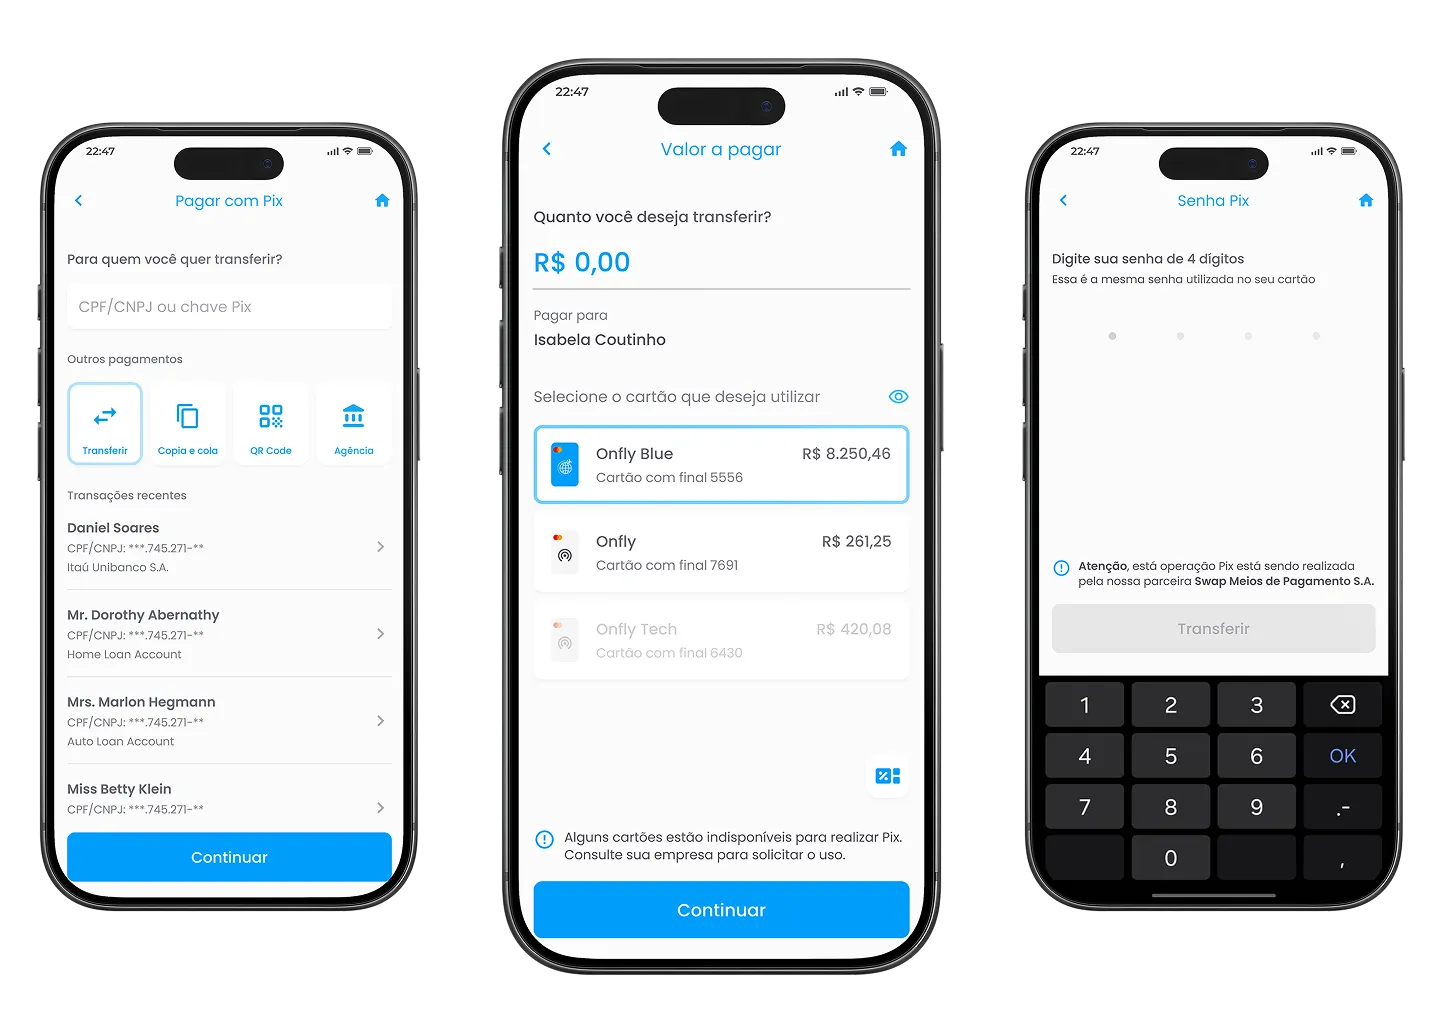 22:47
Pagar com Pix
Para quem você quer transferir?
CPF/CNPJ ou chave Pix
Outros pagamentos
Transferir
Copia e cola
QR Code
Agência
Transações recentes
Daniel Soares
CPF/CNPJ: ***.745.271-**
Itaú Unibanco S.A.
Mr. Dorothy Abernathy
CPF/CNPJ: ***.745.271-**
Home Loan Account
Mrs. Marlon Hegmann
CPF/CNPJ: ***.745.271-**
Auto Loan Account
Miss Betty Klein
CPF/CNPJ: ***.745.271-**
Continuar
22:47
Valor a pagar
Quanto você deseja transferir?
R$ 0,00
Pagar para
Isabela Coutinho
Selecione o cartão que deseja utilizar
Onfly Blue R$ 8.250,46
Cartão com final 5556
Onfly R$ 261,25
Cartão com final 7691
Onfly Tech R$ 420,08
Cartão com final 6430
Alguns cartões estão indisponíveis para realizar Pix.
Consulte sua empresa para solicitar o uso.
Continuar
22:47
Senha Pix
Digite sua senha de 4 dígitos
Essa é a mesma senha utilizada no seu cartão
Atenção, está operação Pix está sendo realizada
pela nossa parceira Swap Meios de Pagamento S.A.
Transferir
1 2 3
4 5 6 OK
7 8 9 .-
0 ,